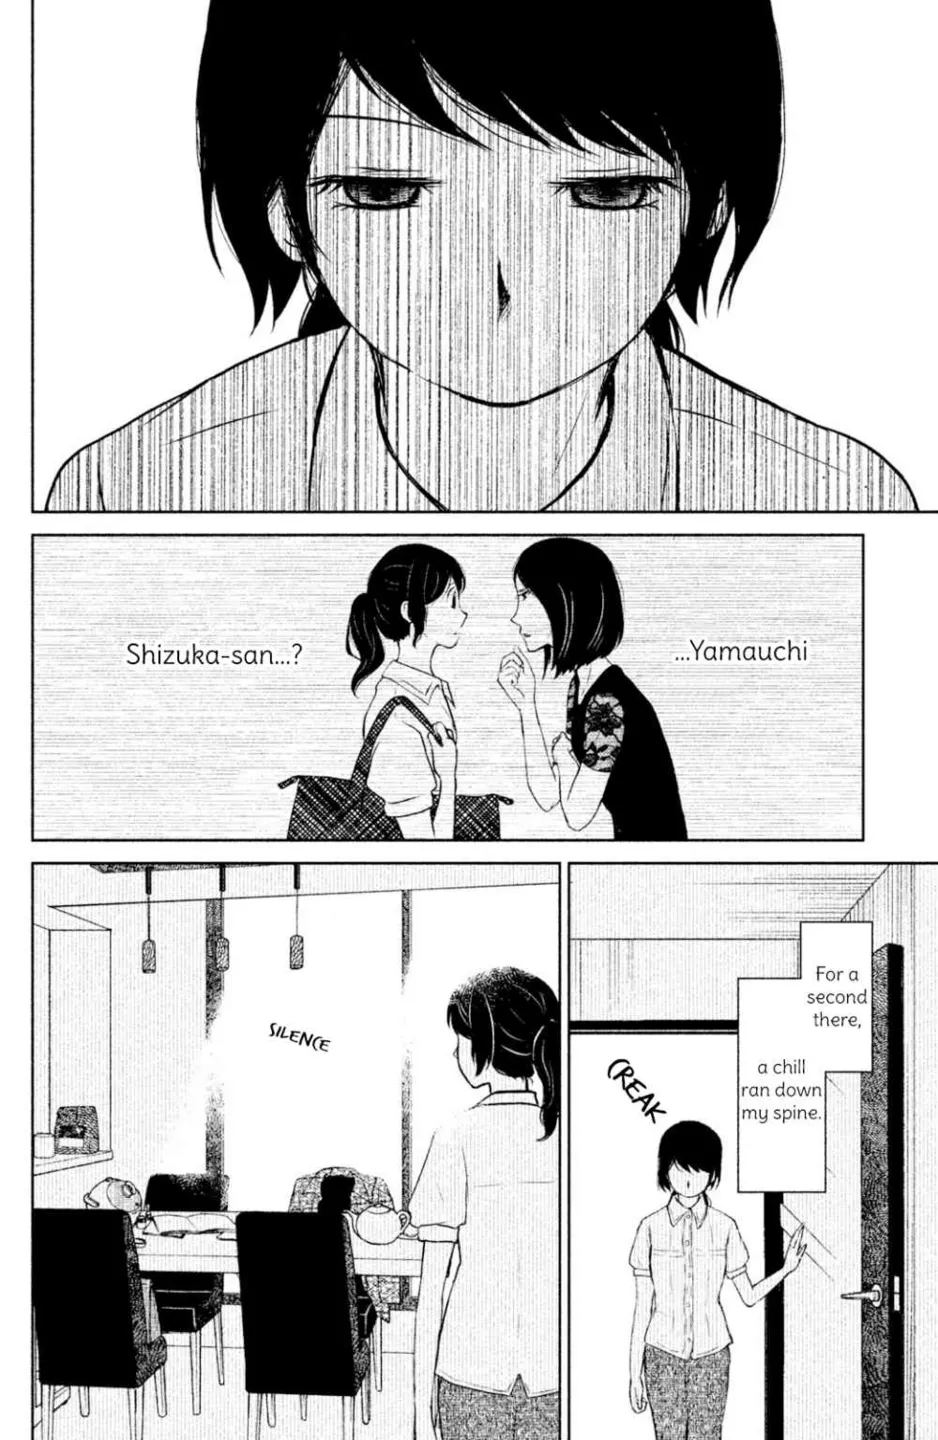 ...Yamauchi
Shizuka-san...?
For a
second
there,
a chill
ran down
my spine.
CREAK
SILENCE